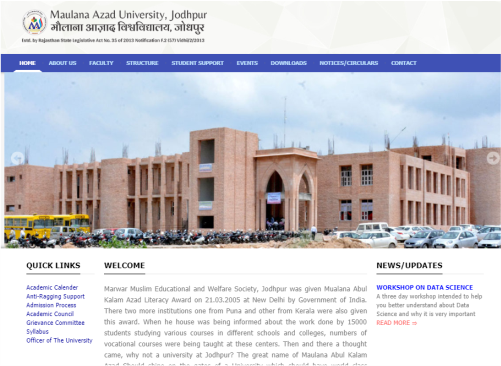 Maulana Azad University, Jodhpur
मौलाना आज़ाद विश्वविद्यालय, जोधपुर
Estd. by Rajasthan State Legislative Act No. 35 of 2013 Notification F.2 (57) Vidhi/2/2013
HOME ABOUT US FACULTY STRUCTURE STUDENT SUPPORT EVENTS DOWNLOADS NOTICES/CIRCULARS CONTACT
QUICK LINKS
Academic Calender
Anti-Ragging Support
Admission Process
Academic Council
Grievance Committee
Syllabus
Officer of The University
WELCOME
Marwar Muslim Educational and Welfare Society, Jodhpur was given Mualana Abul
Kalam Azad Literacy Award on 21.03.2005 at New Delhi by Government of India.
There two more institutions one from Puna and other from Kerala were also given
this award. When he house was being informed about the work done by 15000
students studying various courses in different schools and colleges, numbers of
vocational courses were being taught at these centers. Then and there a thought
came, why not a university at Jodhpur? The great name of Maulana Abul Kalam
NEWS/UPDATES
WORKSHOP ON DATA SCIENCE
A three day workshop intended to help
you better understand about Data
Science and why it is very important
READ MORE